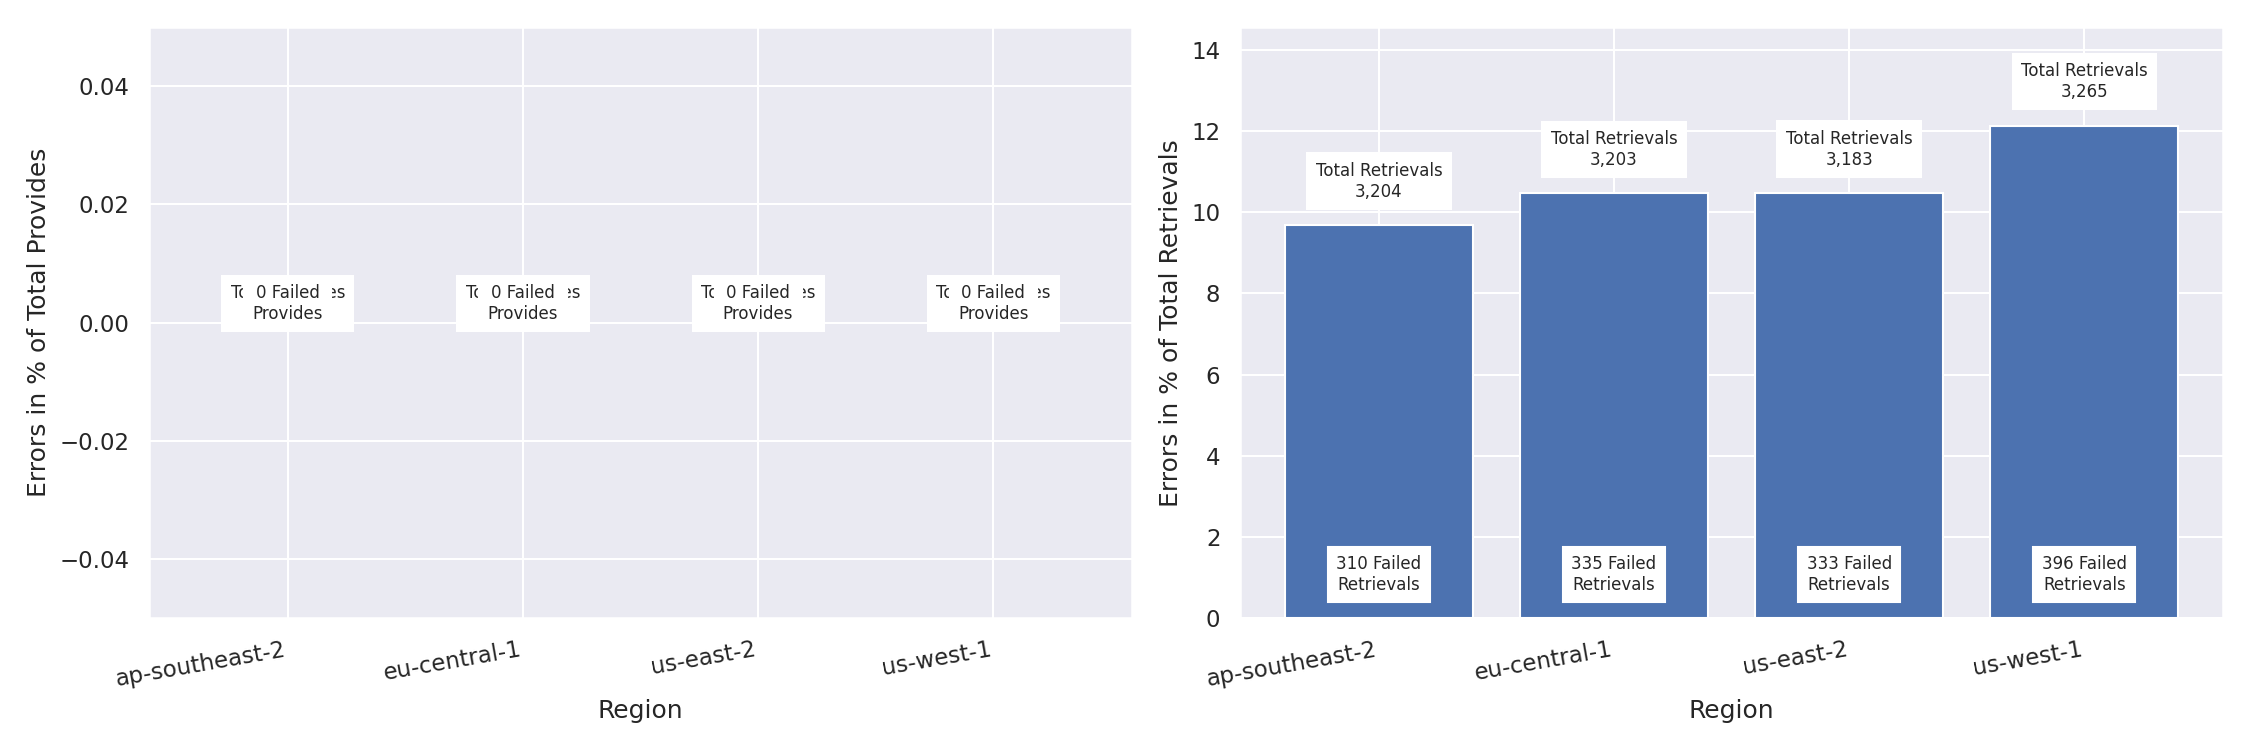 Errors in % of Total Provides
0.04
0.02
0.00
−0.02
−0.04
0 Failed
Provides
0 Failed
Provides
0 Failed
Provides
0 Failed
Provides
ap-southeast-2
eu-central-1
us-east-2
us-west-1
Region
Errors in % of Total Retrievals
14
12
10
8
6
4
2
0
Total Retrievals
3,204
Total Retrievals
3,203
Total Retrievals
3,183
Total Retrievals
3,265
310 Failed
Retrievals
335 Failed
Retrievals
333 Failed
Retrievals
396 Failed
Retrievals
ap-southeast-2
eu-central-1
us-east-2
us-west-1
Region